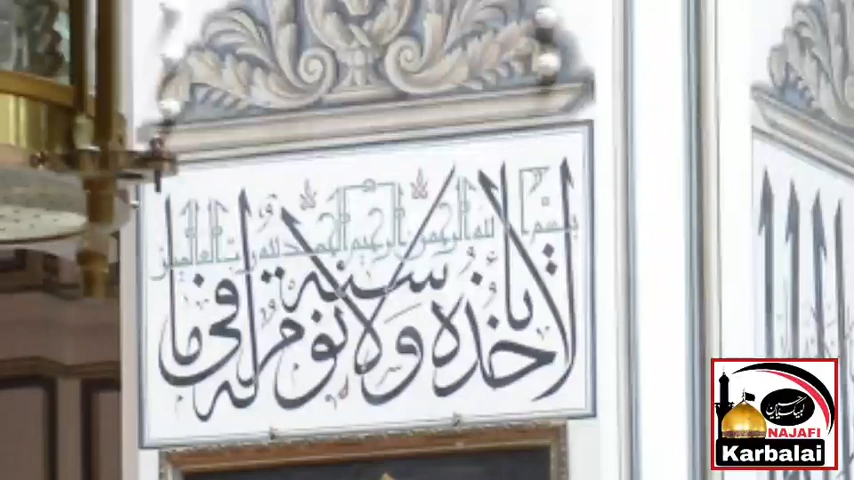 بسم الله الرحمن الرحيم الحمد لله رب العالمين
لا تأخذه سنة ولا نوم له ما في
NAJAFI
Karbalai